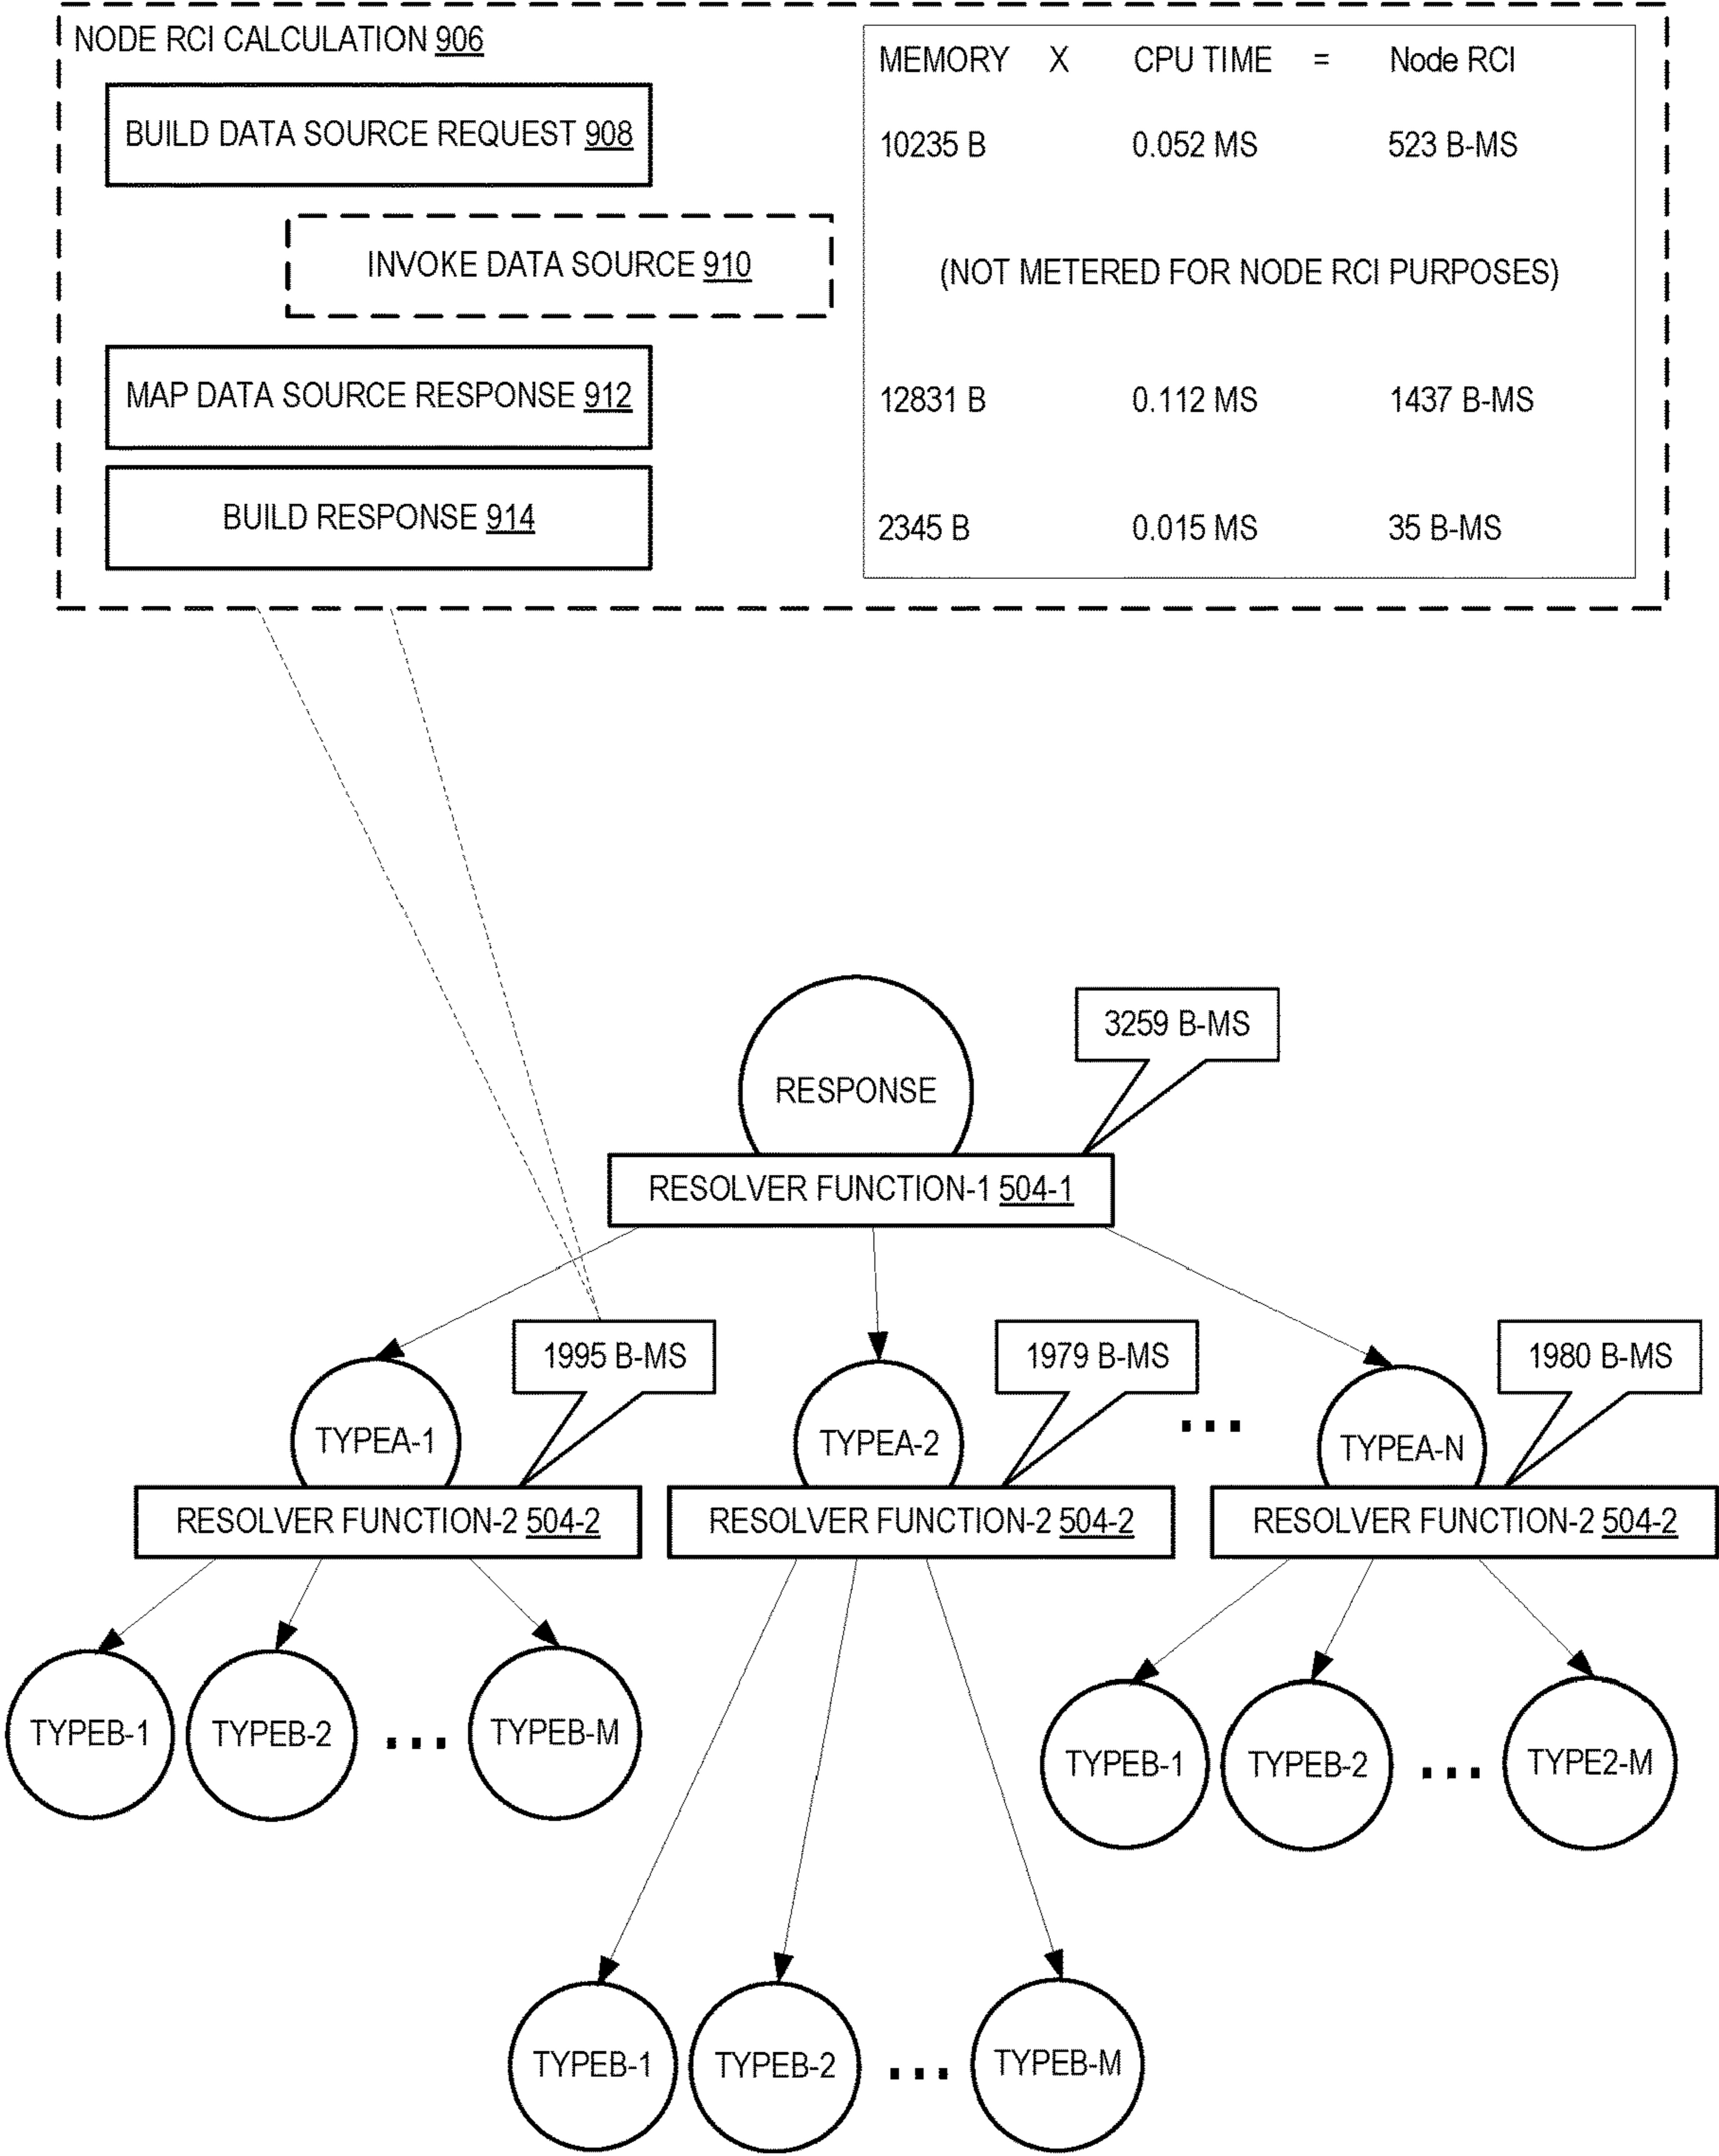 NODE RCI CALCULATION 906
MEMORY X CPU TIME = Node RCI
BUILD DATA SOURCE REQUEST 908
10235 B 0.052 MS 523 B-MS
INVOKE DATA SOURCE 910
(NOT METERED FOR NODE RCI PURPOSES)
MAP DATA SOURCE RESPONSE 912
12831 B 0.112 MS 1437 B-MS
BUILD RESPONSE 914
2345 B 0.015 MS 35 B-MS
3259 B-MS
RESPONSE
RESOLVER FUNCTION-1 504-1
1995 B-MS
1979 B-MS
1980 B-MS
TYPEA-1
TYPEA-2
...
TYPEA-N
RESOLVER FUNCTION-2 504-2
RESOLVER FUNCTION-2 504-2
RESOLVER FUNCTION-2 504-2
TYPEB-1
TYPEB-2
...
TYPEB-M
TYPEB-1
TYPEB-2
...
TYPE2-M
TYPEB-1
TYPEB-2
...
TYPEB-M